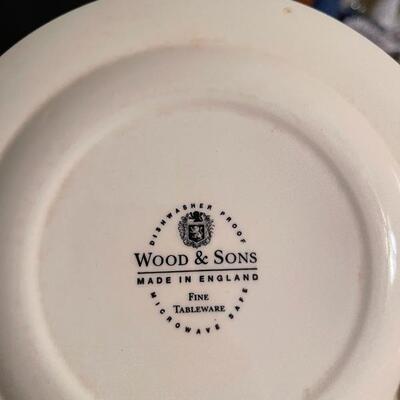 DISHWASHER PROOF
WOOD & SONS
MADE IN ENGLAND
FINE
TABLEWARE
MICROWAVE SAFE